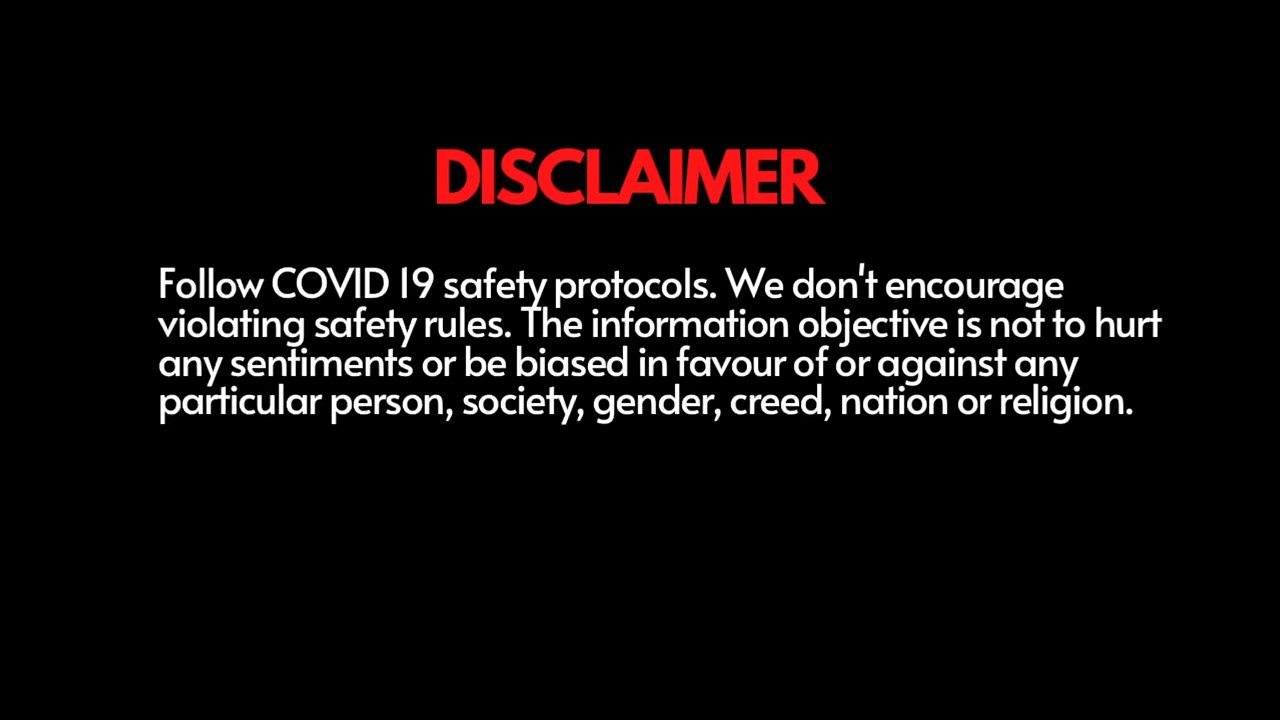 DISCLAIMER
Follow COVID 19 safety protocols. We don't encourage
violating safety rules. The information objective is not to hurt
any sentiments or be biased in favour of or against any
particular person, society, gender, creed, nation or religion.